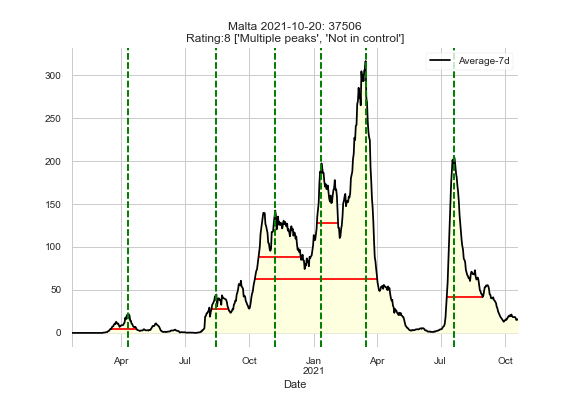 Malta 2021-10-20: 37506
Rating:8 ['Multiple peaks', 'Not in control']
Average-7d
300
250
200
150
100
50
0
Apr Jul Oct Jan Apr Jul Oct
2021
Date